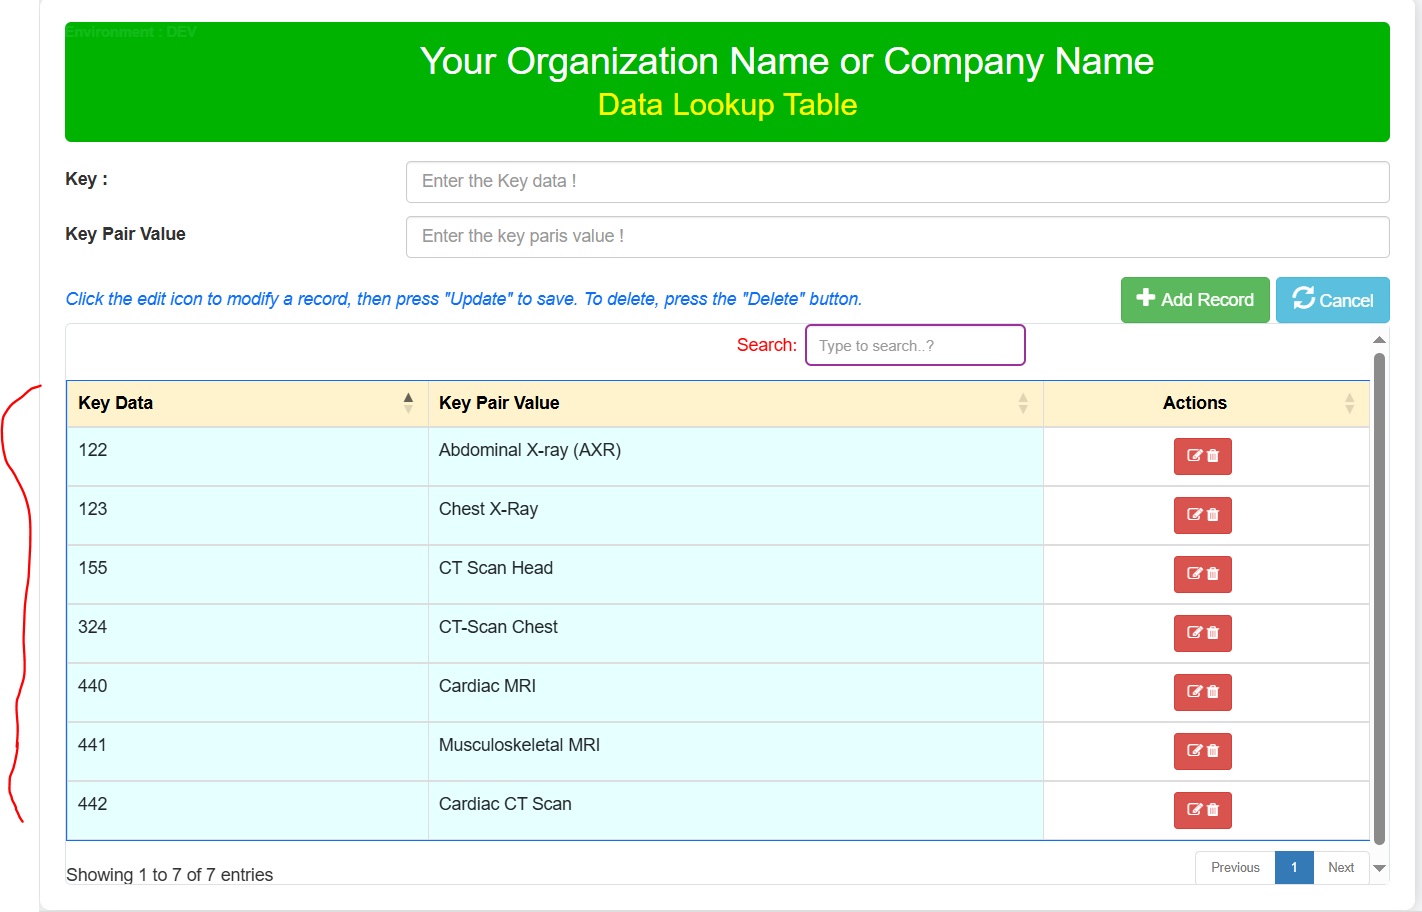 Environment : DEV
Your Organization Name or Company Name
Data Lookup Table
Key :
Enter the Key data !
Key Pair Value
Enter the key paris value !
Click the edit icon to modify a record, then press "Update" to save. To delete, press the "Delete" button.
Add Record
Cancel
Search:
Type to search..?
Key Data Key Pair Value Actions
122 Abdominal X-ray (AXR)
123 Chest X-Ray
155 CT Scan Head
324 CT-Scan Chest
440 Cardiac MRI
441 Musculoskeletal MRI
442 Cardiac CT Scan
Showing 1 to 7 of 7 entries
Previous 1 Next